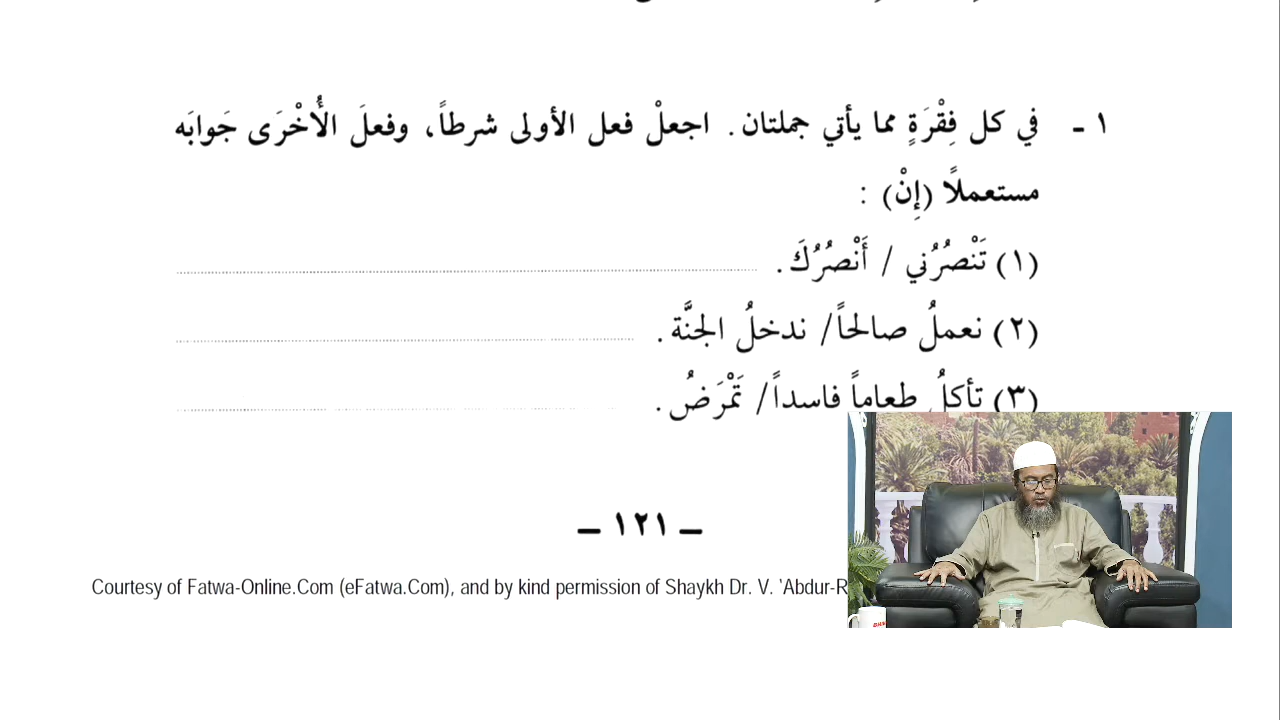 ١ - في كل فِقْرَةٍ مما يأتي جملتان. اجعلْ فعل الأولى شرطاً، وفعلَ الأُخْرَى جَوابَه
مستعملاً (إِنْ) :
(١) تَنْصُرُني / أَنْصُرُكَ.
(٢) نعملُ صالحاً/ ندخلُ الجنَّة.
(٣) تأكلُ طعاماً فاسداً/ تَمْرَضُ.
– ١٢١ –
Courtesy of Fatwa-Online.Com (eFatwa.Com), and by kind permission of Shaykh Dr. V. 'Abdur-R